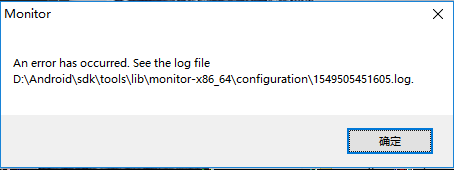 Monitor
An error has occurred. See the log file
D:\Android\sdk\tools\lib\monitor-x86_64\configuration\1549505451605.log.
确定